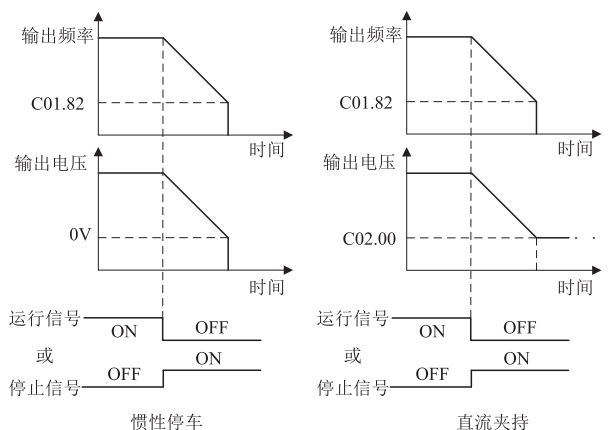 输出频率
C01.82
时间
输出电压
0V
时间
运行信号
ON
OFF
或
ON
停止信号
OFF
惯性停车
输出频率
C01.82
时间
输出电压
C02.00
时间
运行信号
ON
OFF
或
ON
停止信号
OFF
直流夹持